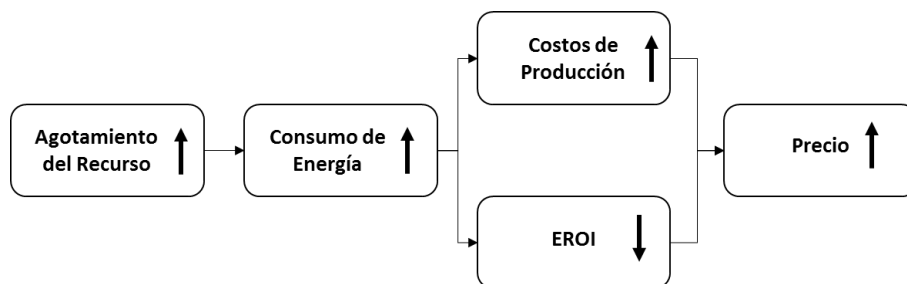 Agotamiento
del Recurso
Consumo de
Energía
Costos de
Producción
EROI
Precio